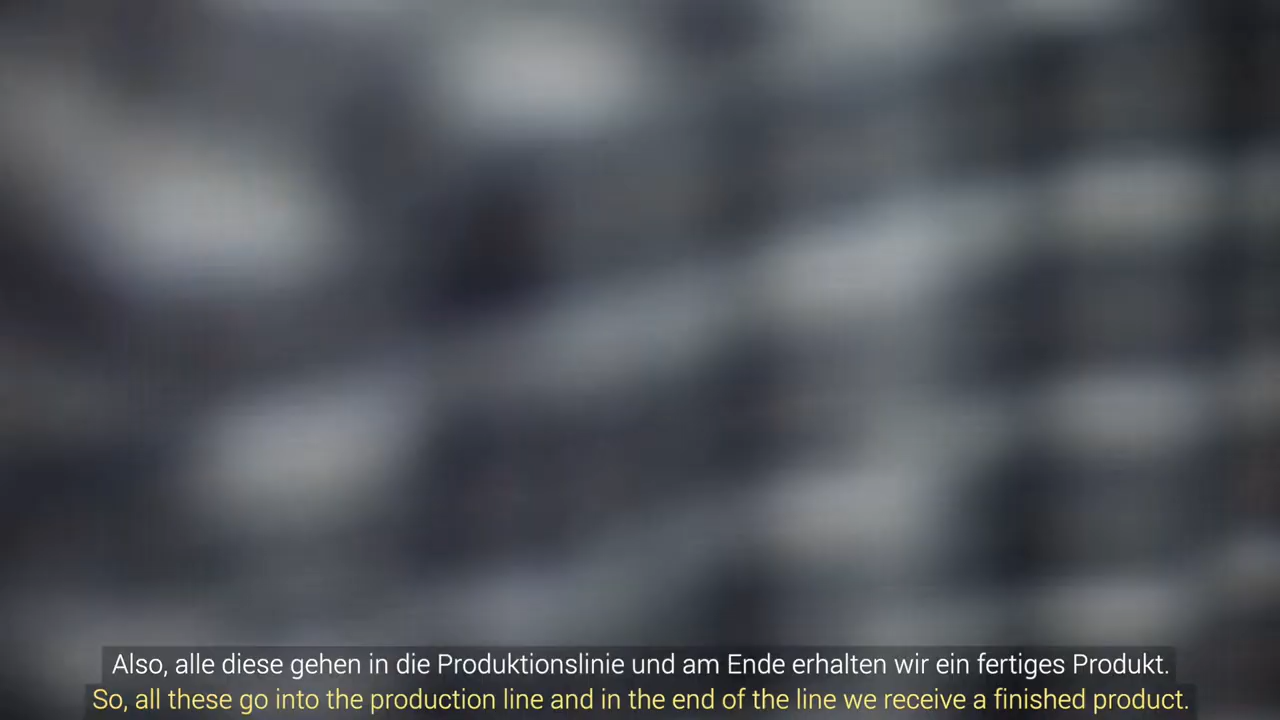 Also, alle diese gehen in die Produktionslinie und am Ende erhalten wir ein fertiges Produkt.
So, all these go into the production line and in the end of the line we receive a finished product.